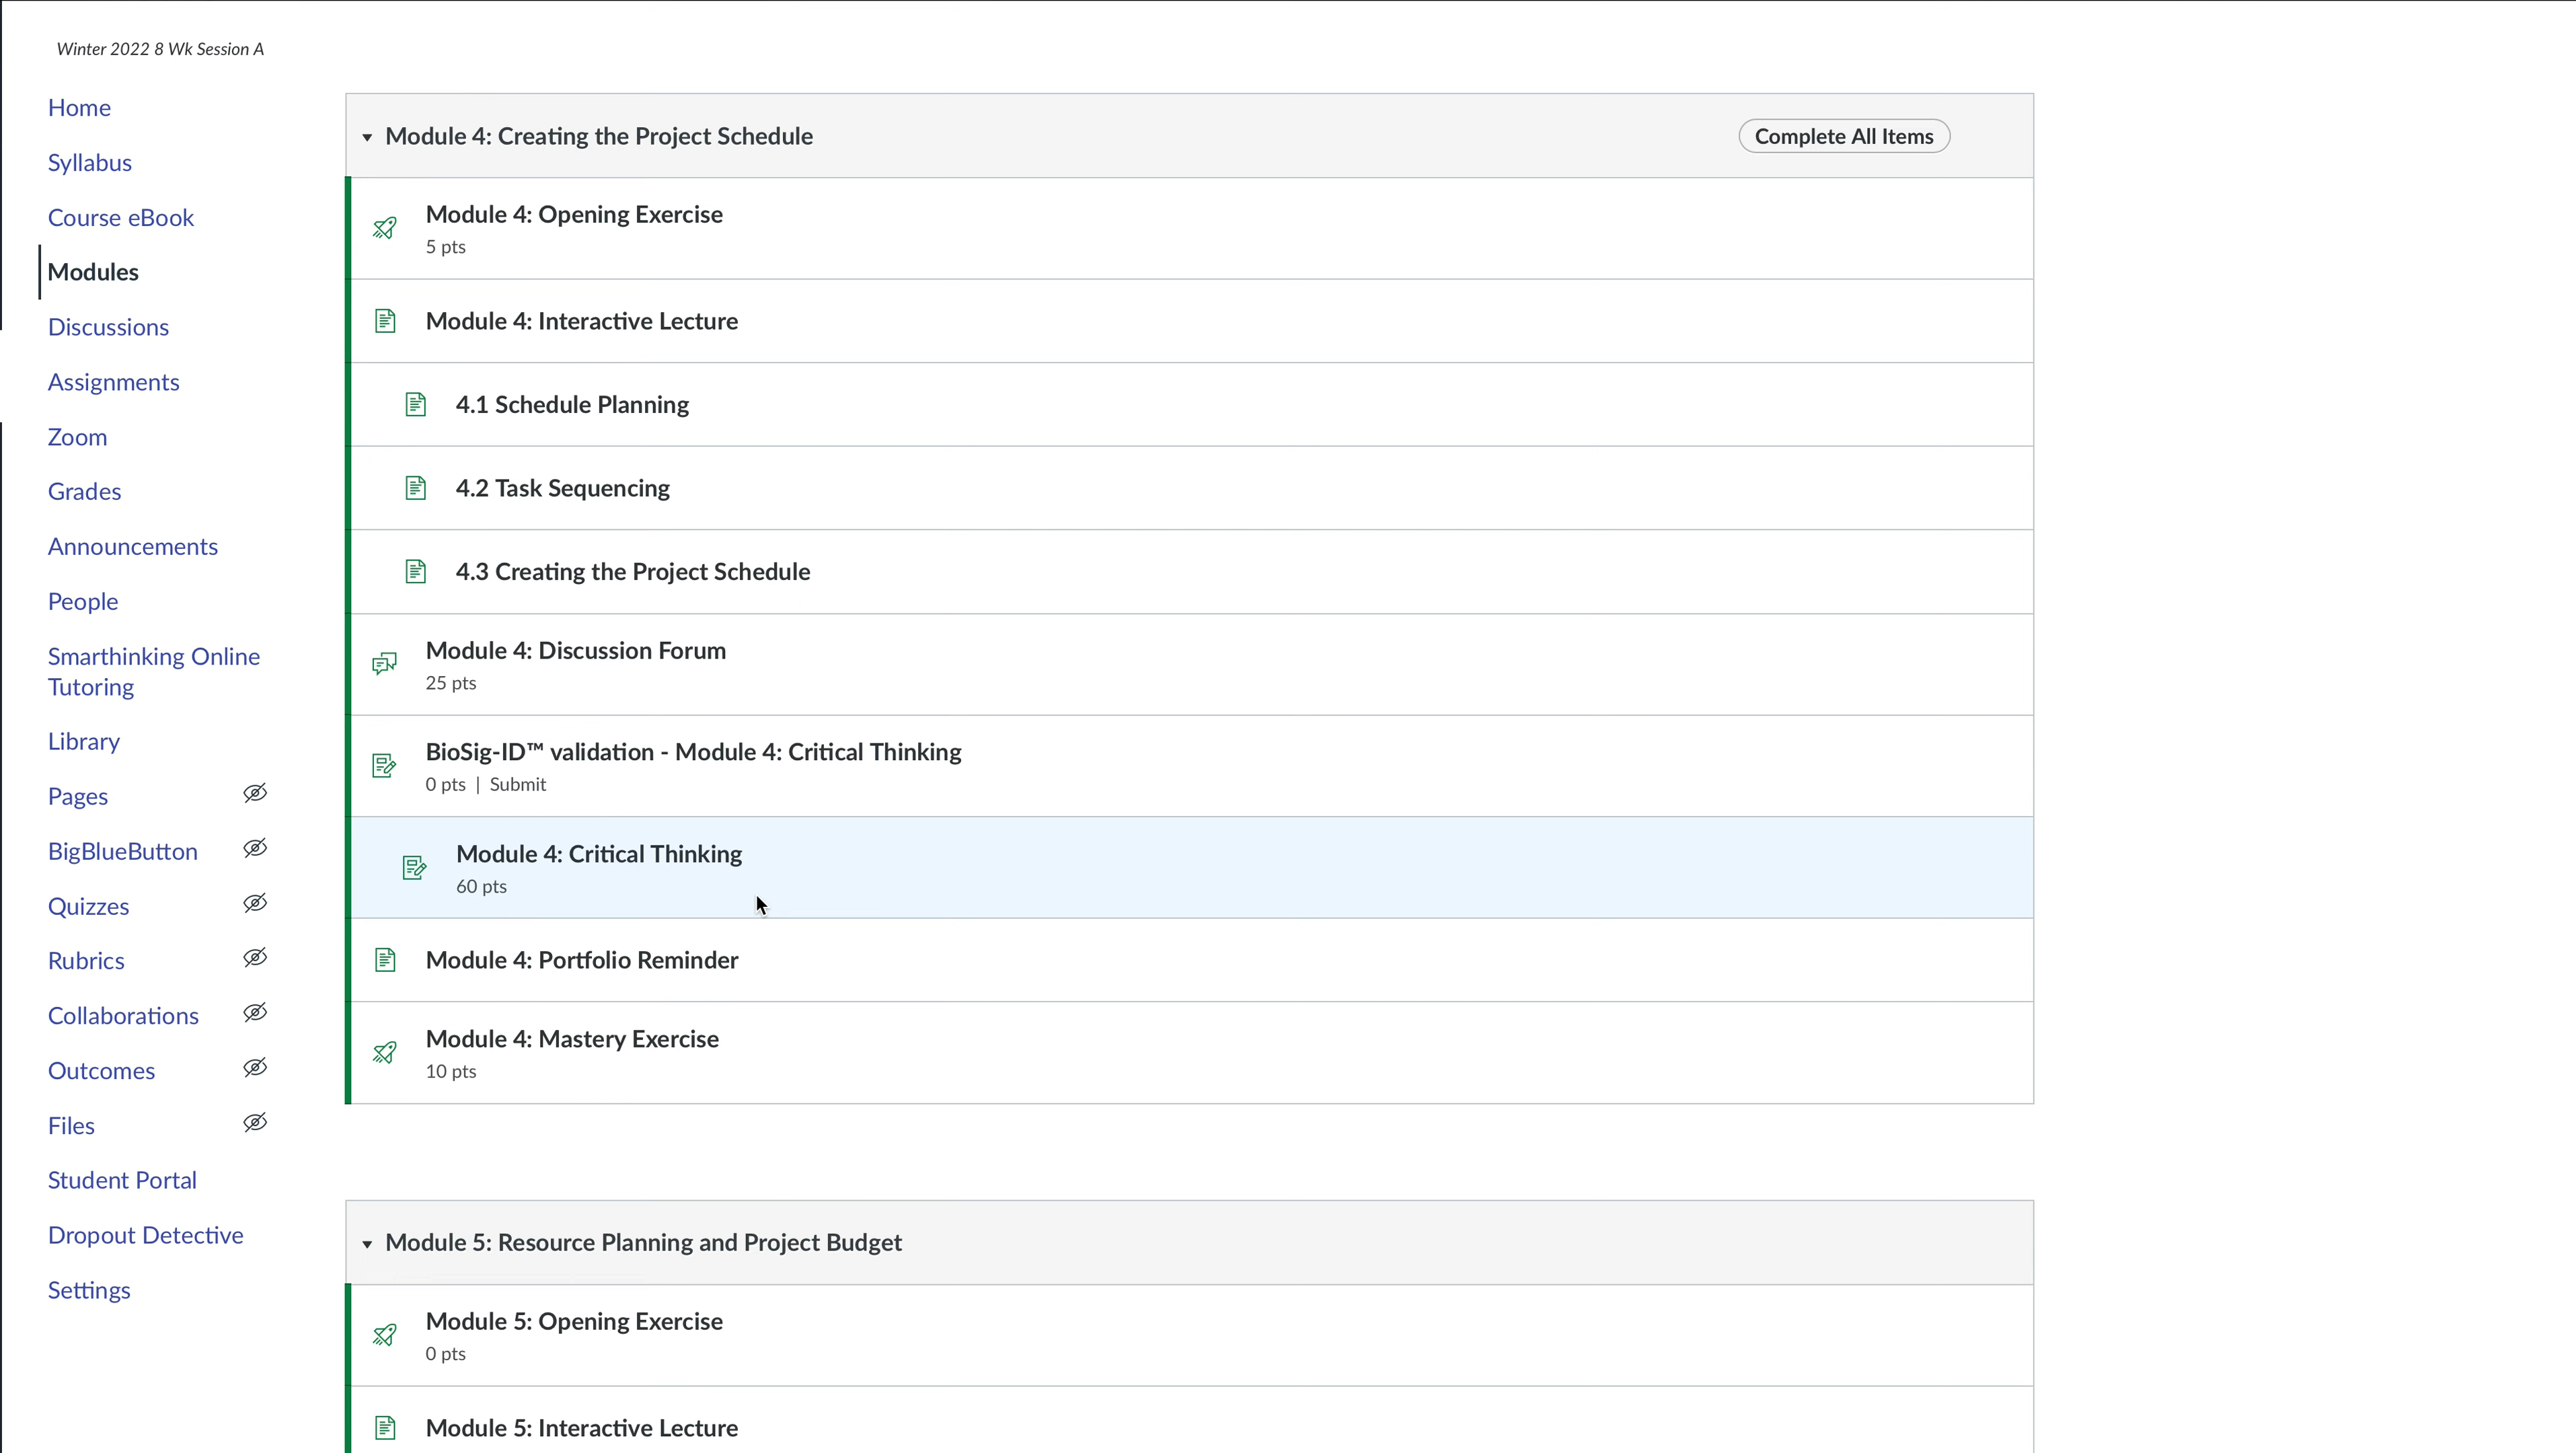 Winter 2022 8 Wk Session A
Home
Syllabus
Course eBook
Modules
Discussions
Assignments
Zoom
Grades
Announcements
People
Smarthinking Online
Tutoring
Library
Pages
BigBlueButton
Quizzes
Rubrics
Collaborations
Outcomes
Files
Student Portal
Dropout Detective
Settings
Module 4: Creating the Project Schedule
Complete All Items
Module 4: Opening Exercise
5 pts
Module 4: Interactive Lecture
4.1 Schedule Planning
4.2 Task Sequencing
4.3 Creating the Project Schedule
Module 4: Discussion Forum
25 pts
BioSig-ID™ validation - Module 4: Critical Thinking
0 pts | Submit
Module 4: Critical Thinking
60 pts
Module 4: Portfolio Reminder
Module 4: Mastery Exercise
10 pts
Module 5: Resource Planning and Project Budget
Module 5: Opening Exercise
0 pts
Module 5: Interactive Lecture